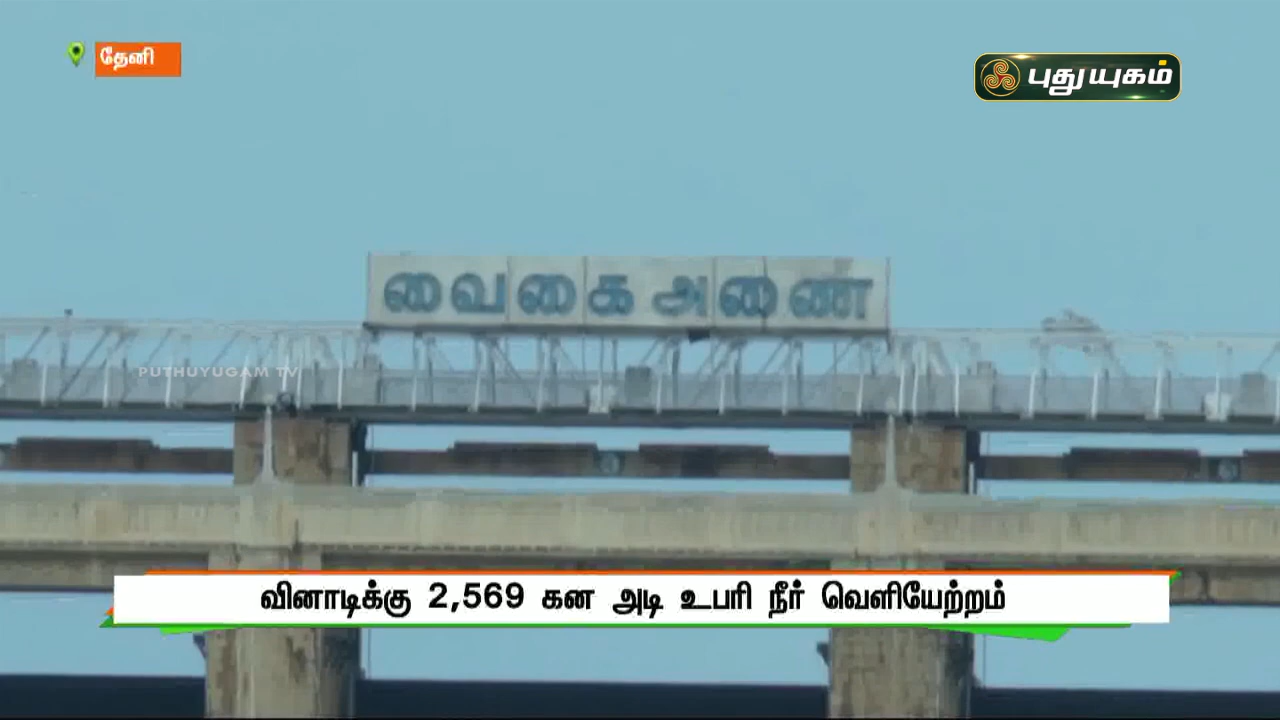 தேனி
புதுயுகம்
வைகை அணை
PUTHUYUGAM TV
வினாடிக்கு 2,569 கன அடி உபரி நீர் வெளியேற்றம்